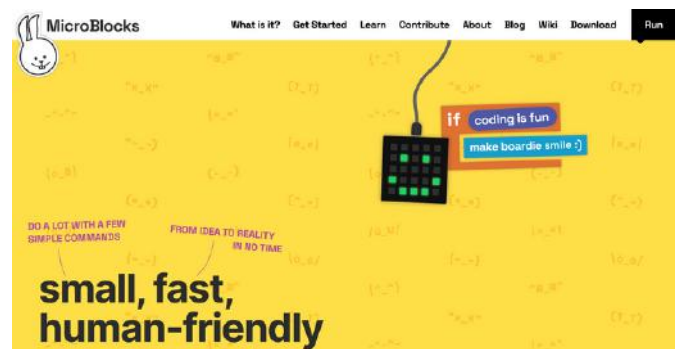 MicroBlocks
What is it? Get Started Learn Contribute About Blog Wiki Download Run
if coding is fun
make boardie smile :)
DO A LOT WITH A FEW
SIMPLE COMMANDS
FROM IDEA TO REALITY
IN NO TIME
small, fast,
human-friendly